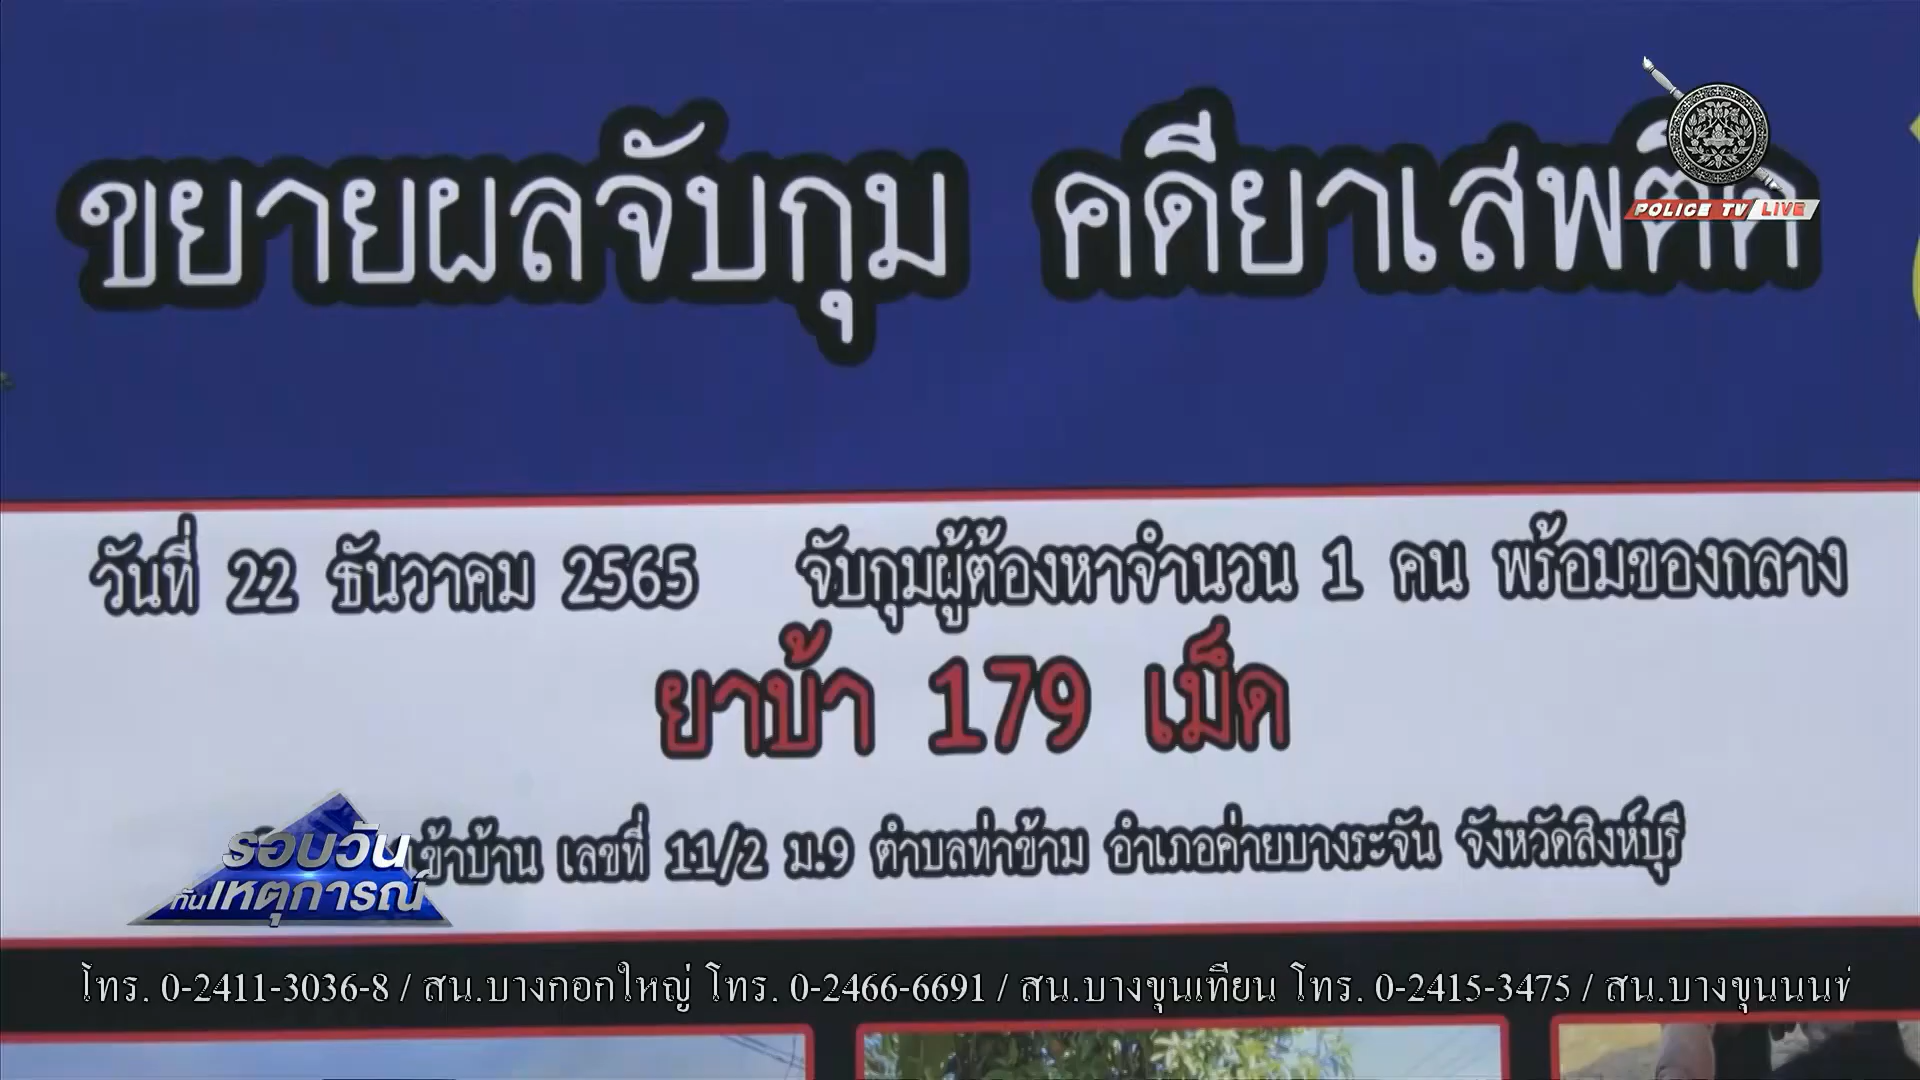 ขยายผลจับกุม คดียาเสพติด
POLICE TV LIVE
วันที่ 22 ธันวาคม 2565 จับกุมผู้ต้องหาจำนวน 1 คน พร้อมของกลาง
ยาบ้า 179 เม็ด
เข้าบ้าน เลขที่ 11/2 ม.9 ตำบลท่าข้าม อำเภอค่ายบางระจัน จังหวัดสิงห์บุรี
รอบวัน
ทันเหตุการณ์
โทร. 0-2411-3036-8 / สน.บางกอกใหญ่ โทร. 0-2466-6691 / สน.บางขุนเทียน โทร. 0-2415-3475 / สน.บางขุนนนท